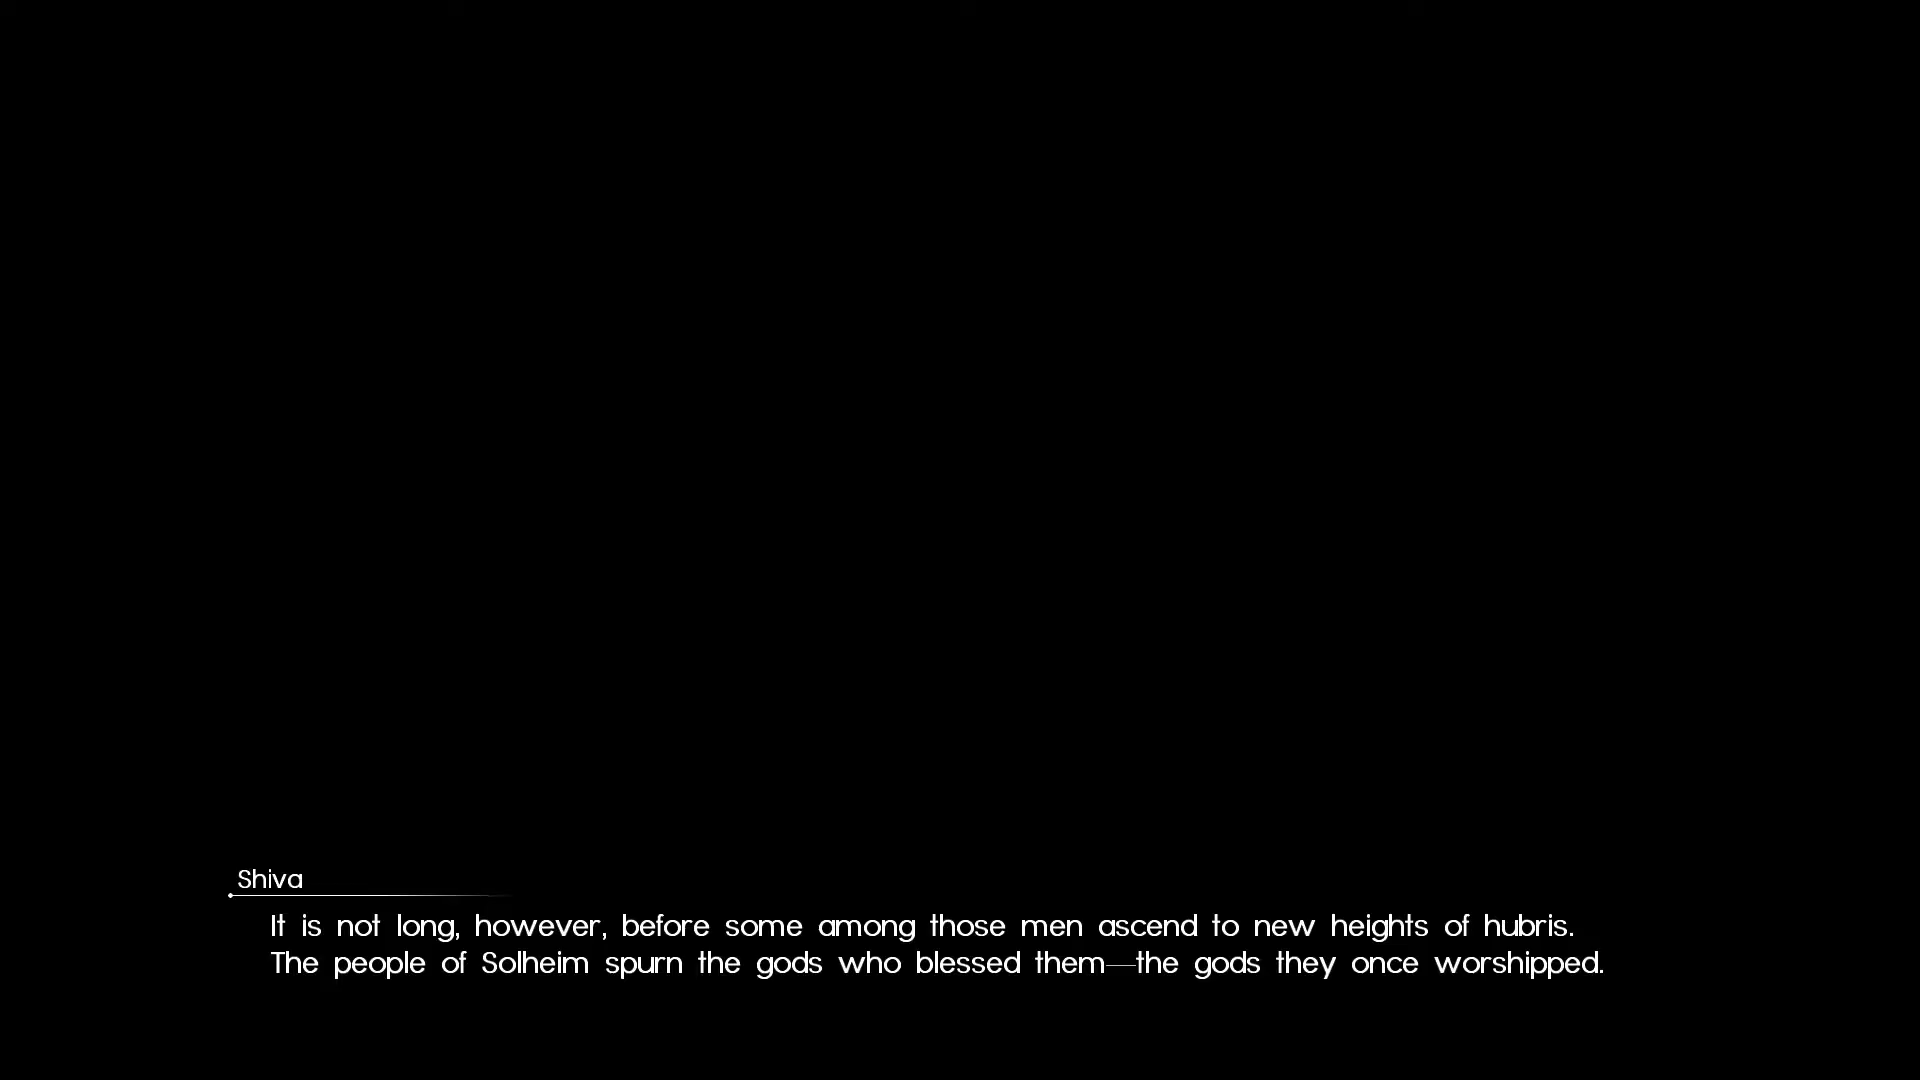 Shiva
It is not long, however, before some among those men ascend to new heights of hubris.
The people of Solheim spurn the gods who blessed them—the gods they once worshipped.